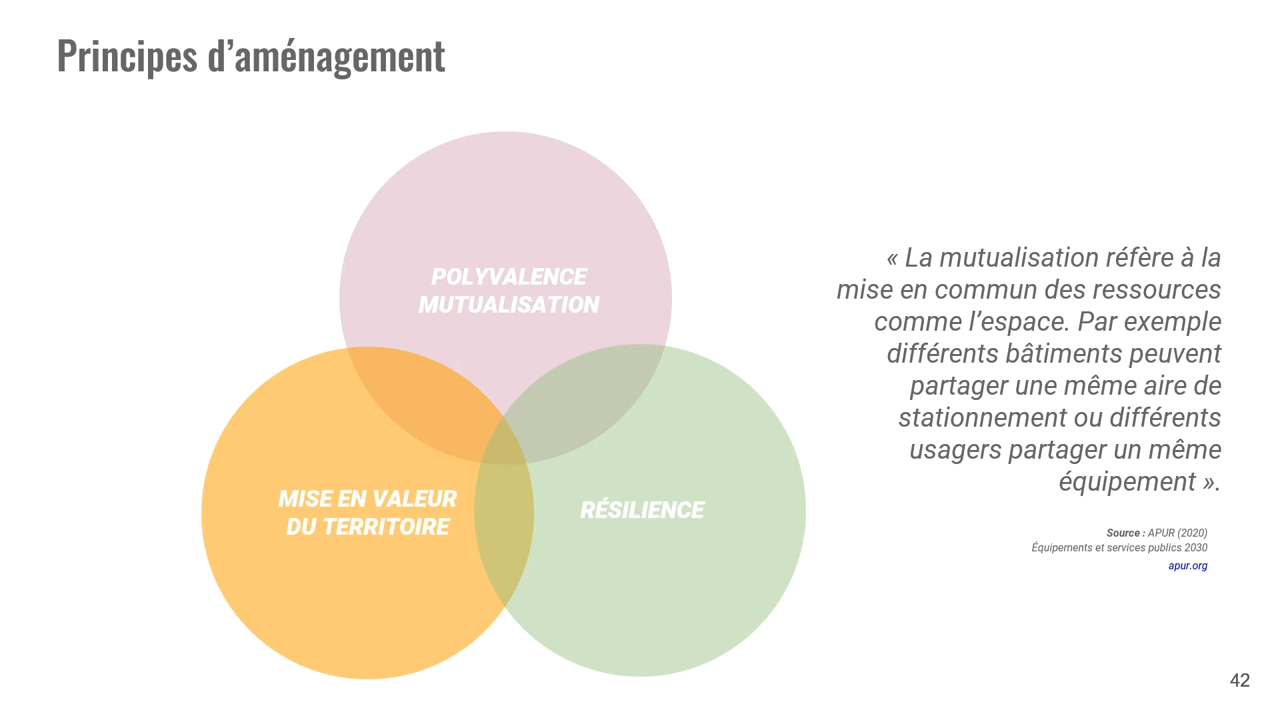 Principes d’aménagement
POLYVALENCE
MUTUALISATION
MISE EN VALEUR
DU TERRITOIRE
RÉSILIENCE
« La mutualisation réfère à la
mise en commun des ressources
comme l’espace. Par exemple
différents bâtiments peuvent
partager une même aire de
stationnement ou différents
usagers partager un même
équipement ».
Source : APUR (2020)
Équipements et services publics 2030
apur.org
42